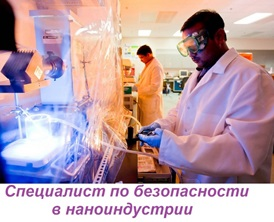 Специалист по безопасности
в наноиндустрии